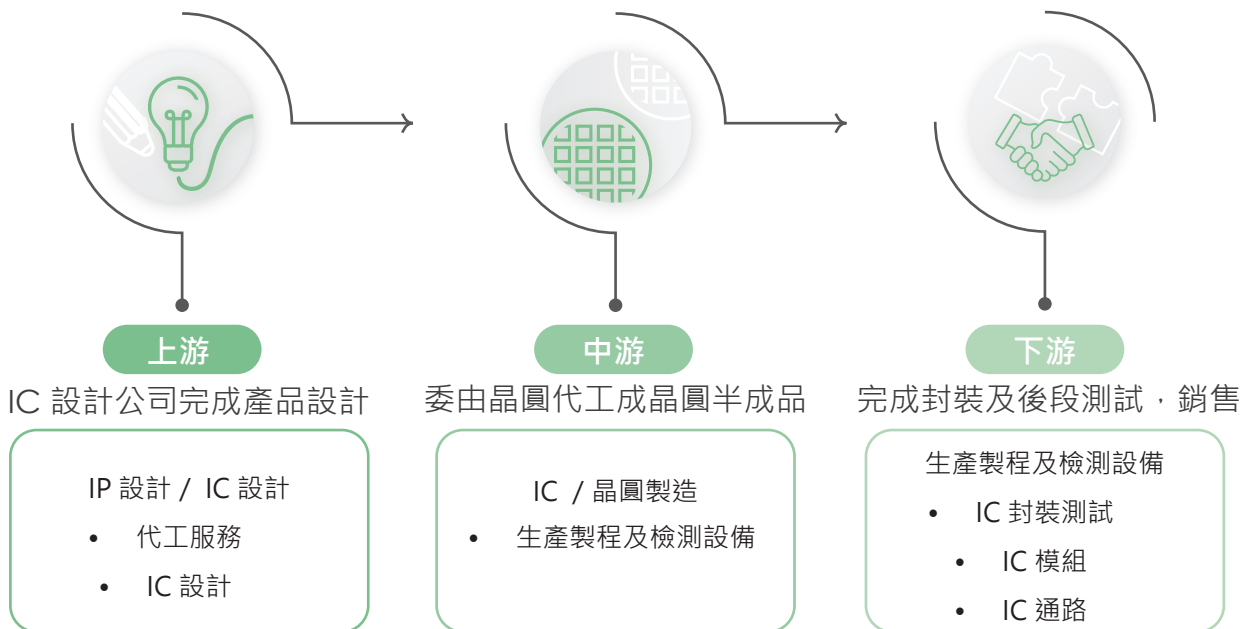 上游
IC 設計公司完成產品設計
IP 設計 / IC 設計
• 代工服務
• IC 設計
中游
委由晶圓代工成晶圓半成品
IC / 晶圓製造
• 生產製程及檢測設備
下游
完成封裝及後段測試，銷售
生產製程及檢測設備
• IC 封裝測試
• IC 模組
• IC 通路